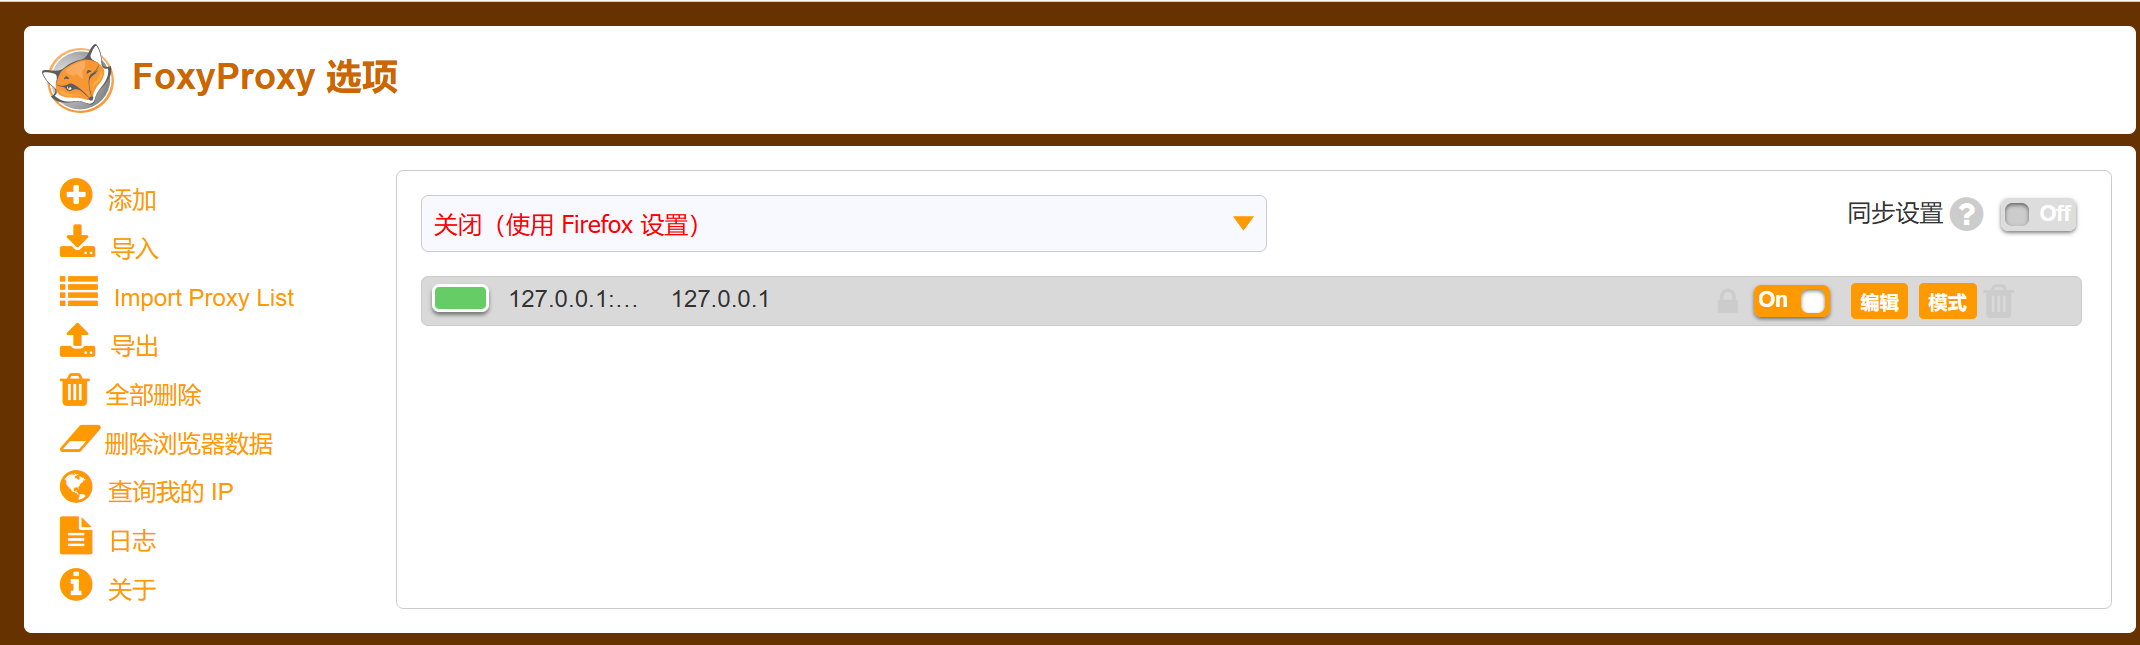 FoxyProxy 选项
添加
导入
Import Proxy List
导出
全部删除
删除浏览器数据
查询我的 IP
日志
关于
关闭（使用 Firefox 设置）
同步设置 ? Off
127.0.0.1:... 127.0.0.1 On 编辑 模式